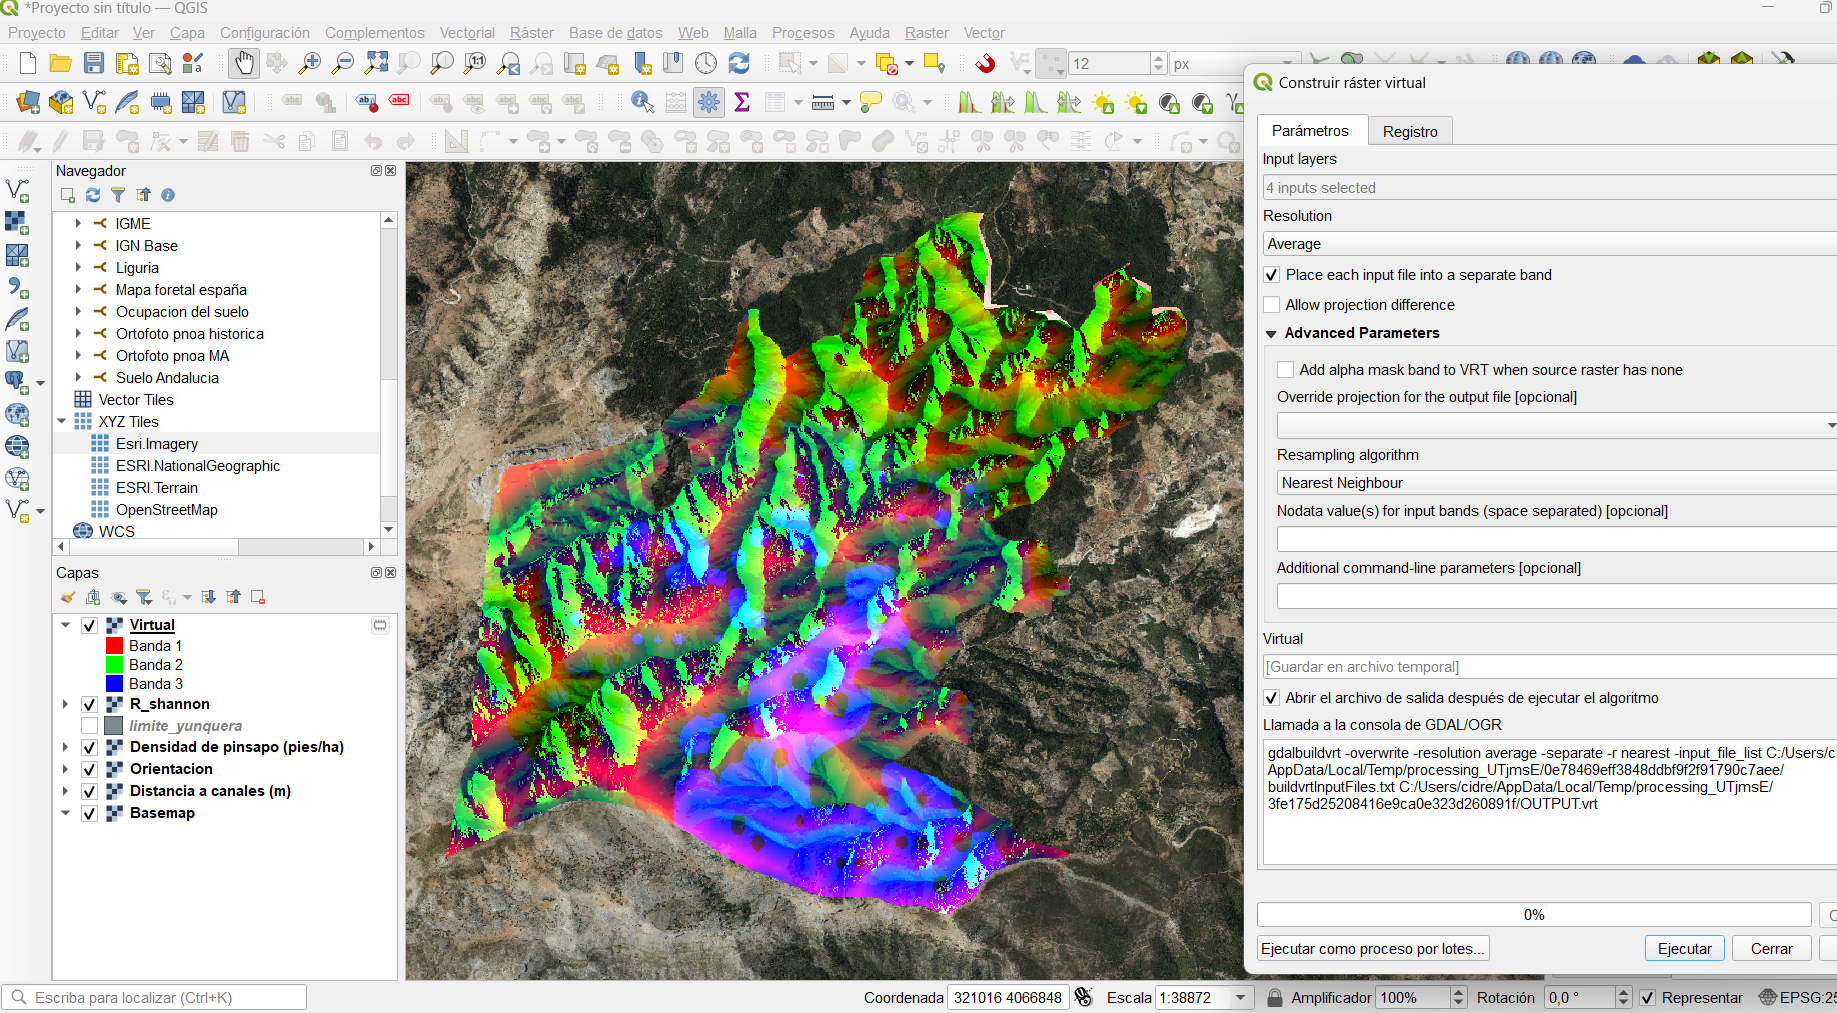 *Proyecto sin título — QGIS
Proyecto Editar Ver Capa Configuración Complementos Vectorial Ráster Base de datos Web Malla Procesos Ayuda Raster Vector
12 px
Construir ráster virtual
Parámetros Registro
Input layers
4 inputs selected
Resolution
Average
Place each input file into a separate band
Allow projection difference
Advanced Parameters
Add alpha mask band to VRT when source raster has none
Override projection for the output file [opcional]
Resampling algorithm
Nearest Neighbour
Nodata value(s) for input bands (space separated) [opcional]
Additional command-line parameters [opcional]
Virtual
[Guardar en archivo temporal]
Abrir el archivo de salida después de ejecutar el algoritmo
Llamada a la consola de GDAL/OGR
gdalbuildvrt -overwrite -resolution average -separate -r nearest -input_file_list C:/Users/ci
AppData/Local/Temp/processing_UTjmsE/0e78469eff3848ddbf9f2f91790c7aee/
buildvrtInputFiles.txt C:/Users/cidre/AppData/Local/Temp/processing_UTjmsE/
3fe175d25208416e9ca0e323d260891f/OUTPUT.vrt
0%
Ejecutar como proceso por lotes... Ejecutar Cerrar
Navegador
IGME
IGN Base
Liguria
Mapa foretal españa
Ocupacion del suelo
Ortofoto pnoa historica
Ortofoto pnoa MA
Suelo Andalucia
Vector Tiles
XYZ Tiles
Esri.Imagery
ESRI.NationalGeographic
ESRI.Terrain
OpenStreetMap
WCS
Capas
Virtual
Banda 1
Banda 2
Banda 3
R_shannon
limite_yunquera
Densidad de pinsapo (pies/ha)
Orientacion
Distancia a canales (m)
Basemap
Escriba para localizar (Ctrl+K) Coordenada 321016 4066848 Escala 1:38872 Amplificador 100% Rotación 0,0 ° Representar EPSG:25